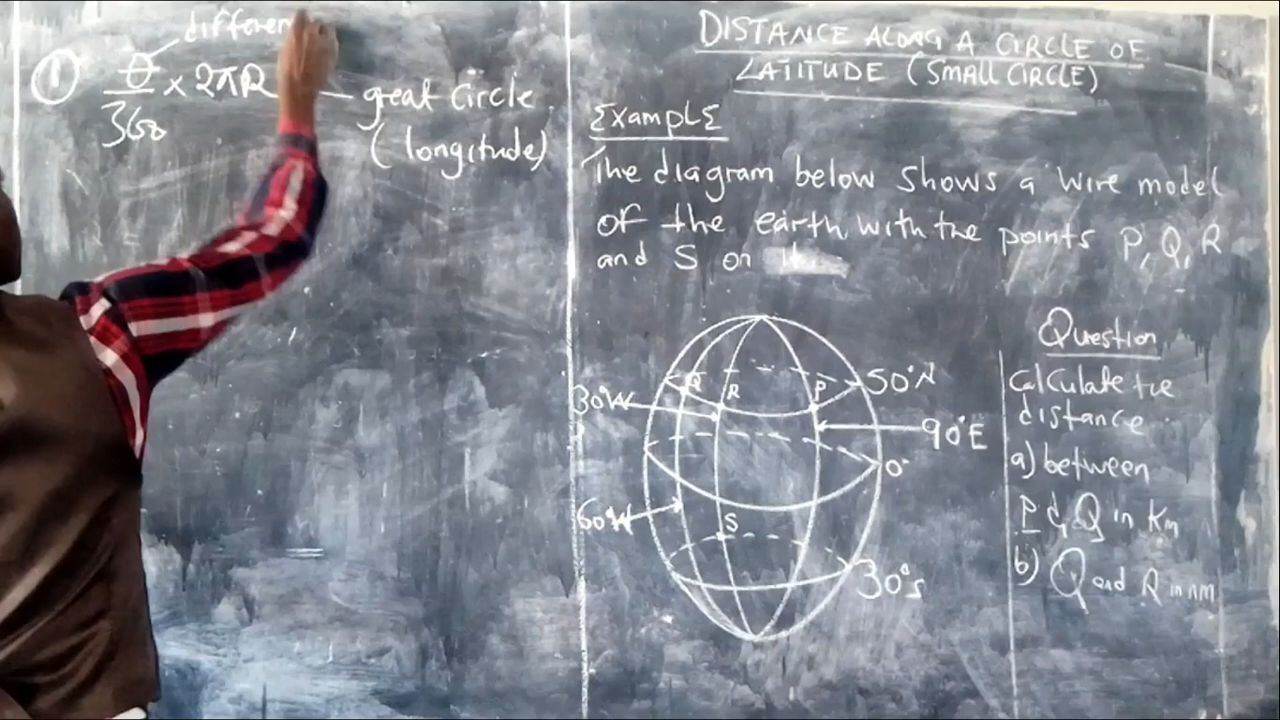 differen
① θ/360 × 2πR — great circle
(longitude)
DISTANCE ALONG A CIRCLE OF
LATITUDE (SMALL CIRCLE)
Example
The diagram below shows a wire model
of the earth with the points P, Q, R
and S on
Q R P
50°N
30°W
90°E
0°
60°W
S
30°S
Question
Calculate the
distance
a) between
P & Q in Km
b) Q and R in nm